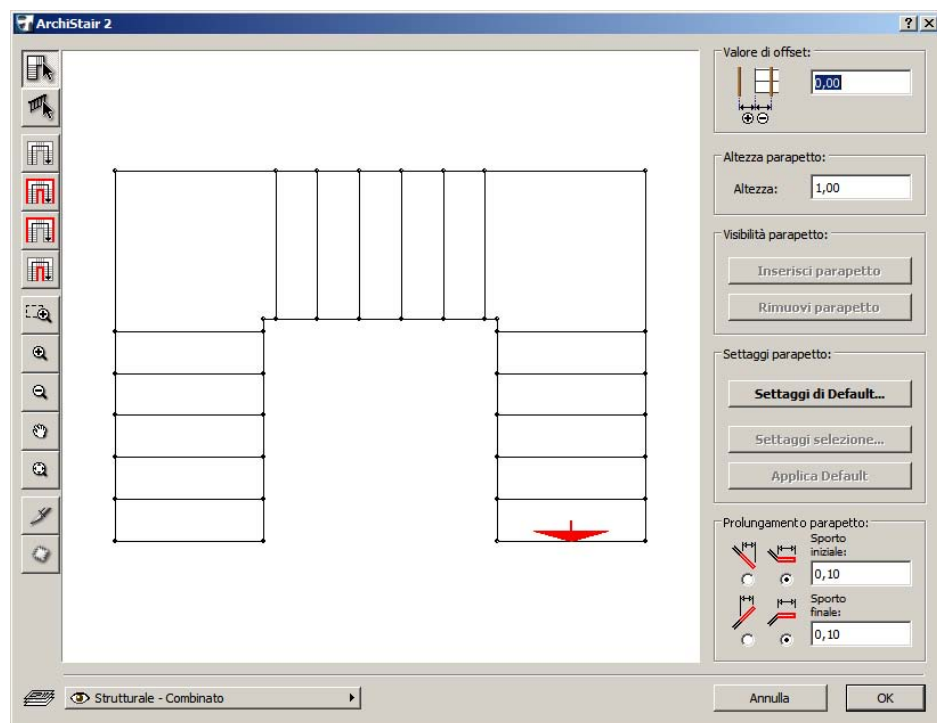 ArchiStair 2
Valore di offset:
0,00
Altezza parapetto:
Altezza:
1,00
Visibilità parapetto:
Inserisci parapetto
Rimuovi parapetto
Settaggi parapetto:
Settaggi di Default...
Settaggi selezione...
Applica Default
Prolungamento parapetto:
Sporto
iniziale:
0,10
Sporto
finale:
0,10
Strutturale - Combinato
Annulla
OK